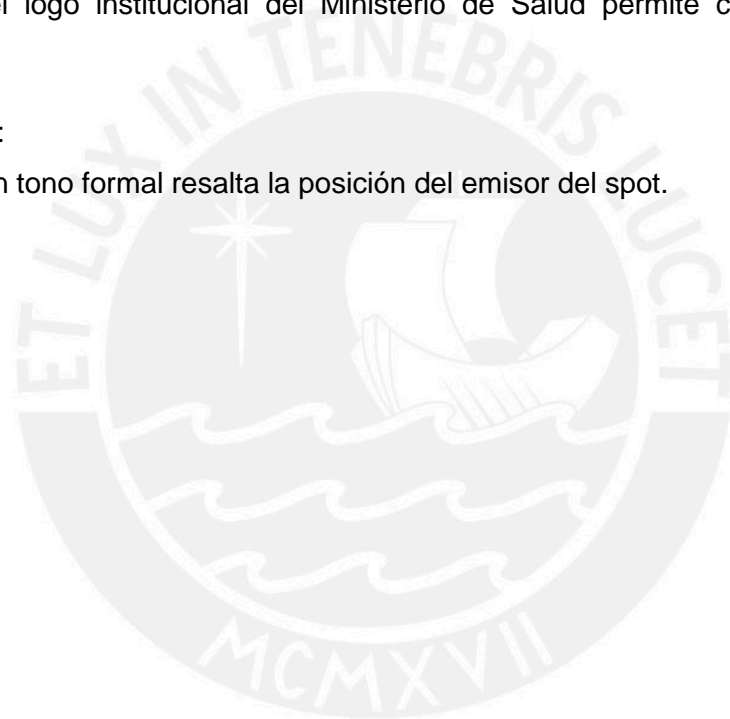 el logo institucional del Ministerio de Salud permite c
:
n tono formal resalta la posición del emisor del spot.
ET LUX IN TENEBRIS LUCET
MCMXVII